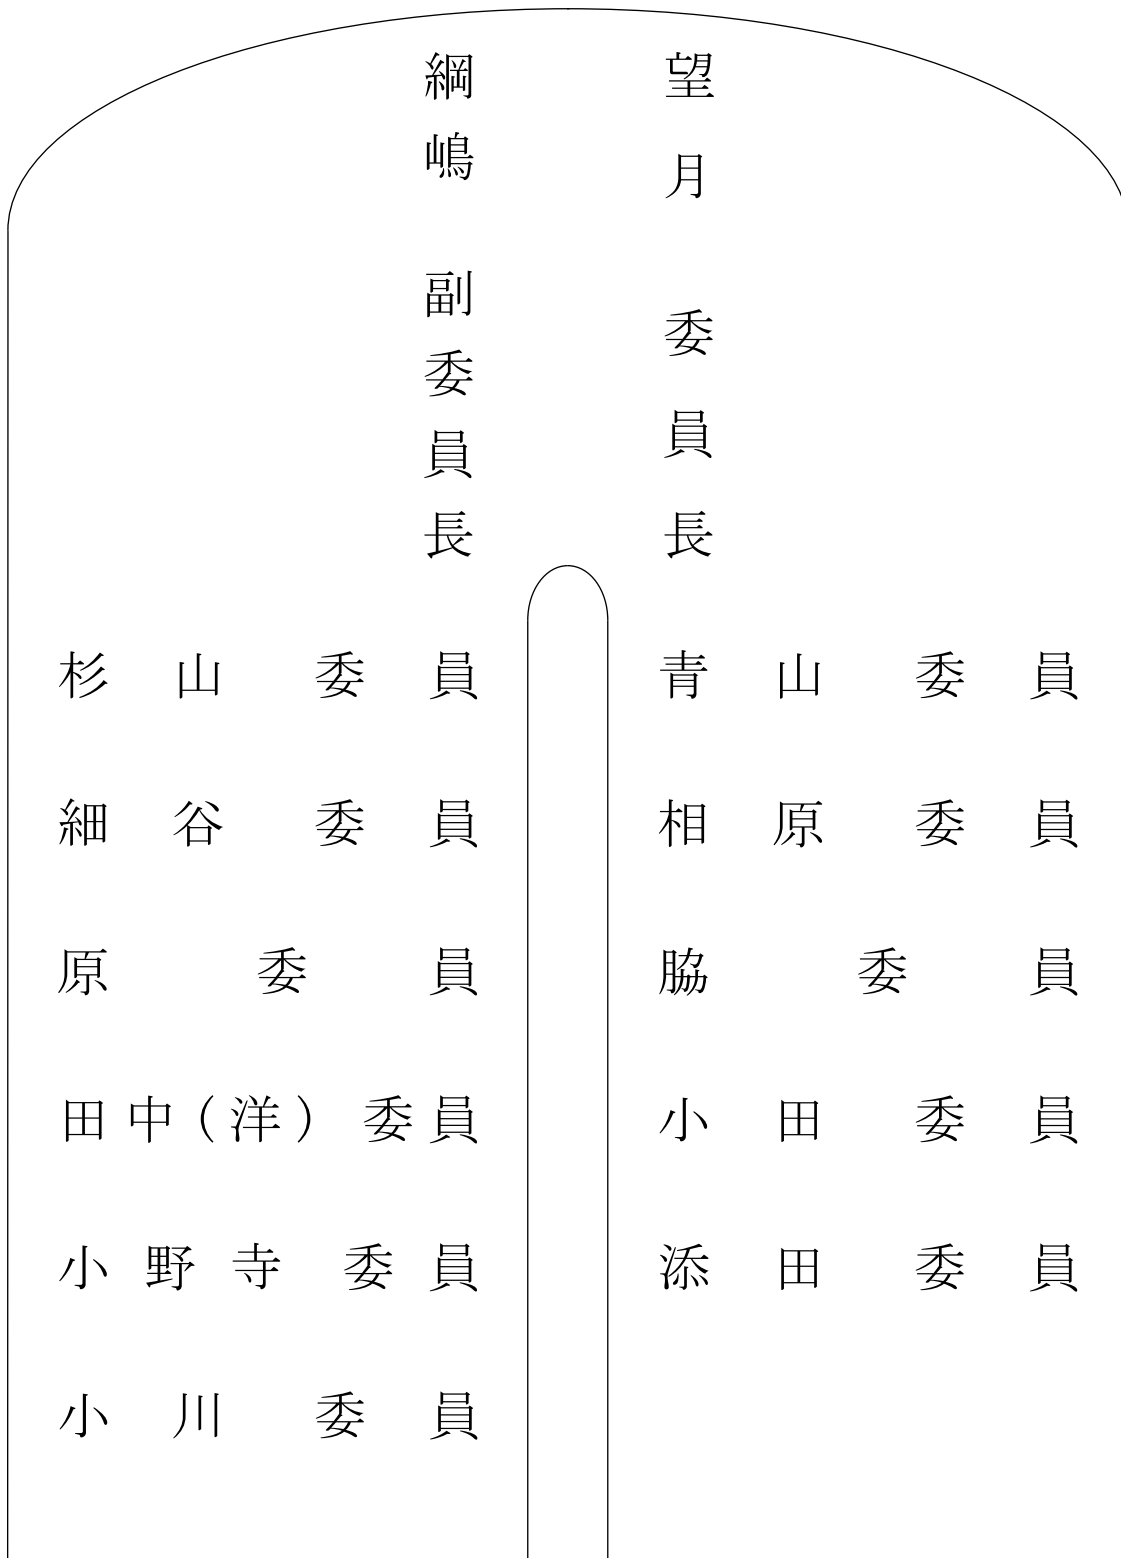 望月　委員長
綱嶋　副委員長
杉山　委員
青山　委員
細谷　委員
相原　委員
原　委員
脇　委員
田中(洋)　委員
小田　委員
小野寺　委員
添田　委員
小川　委員